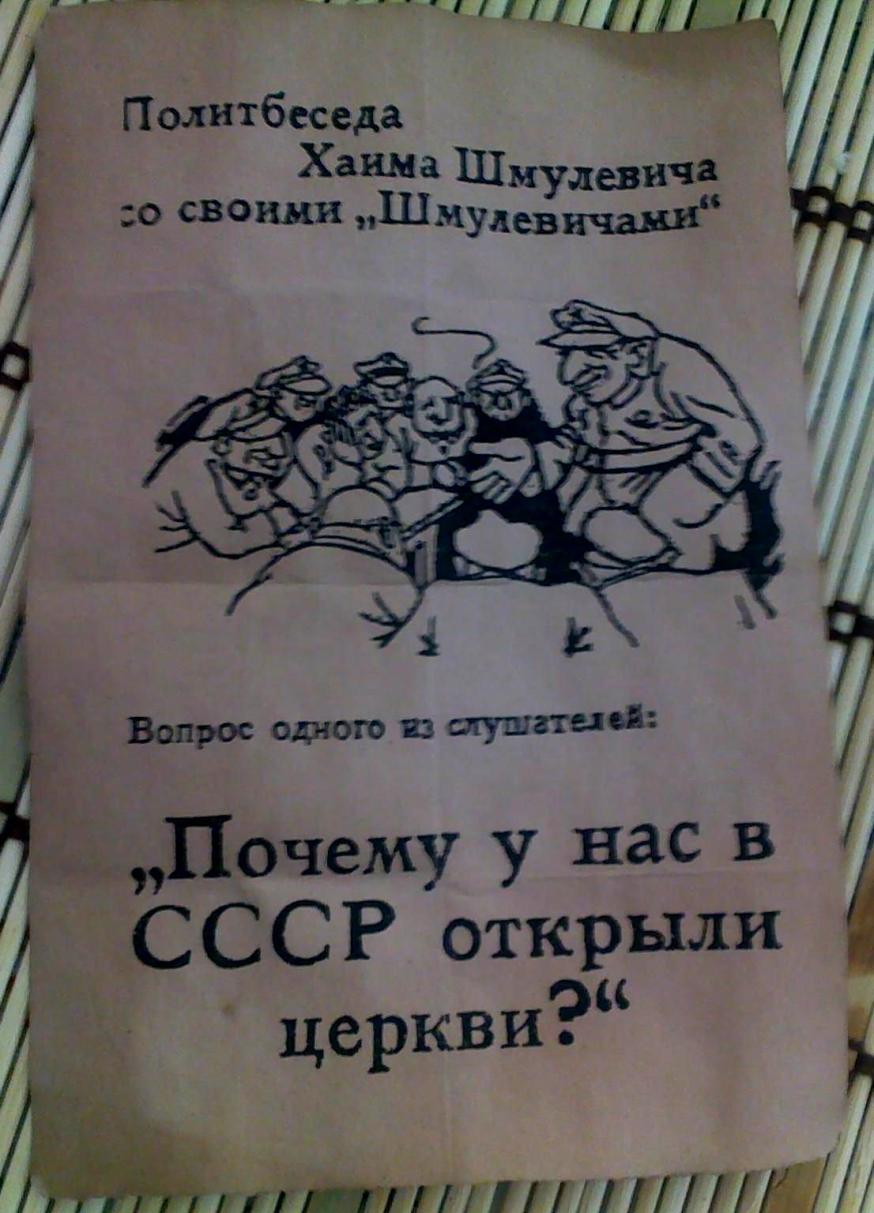 Политбеседа
Хаима Шмулевича
со своими „Шмулевичами“
Вопрос одного из слушателей:
„Почему у нас в
СССР открыли
церкви?“